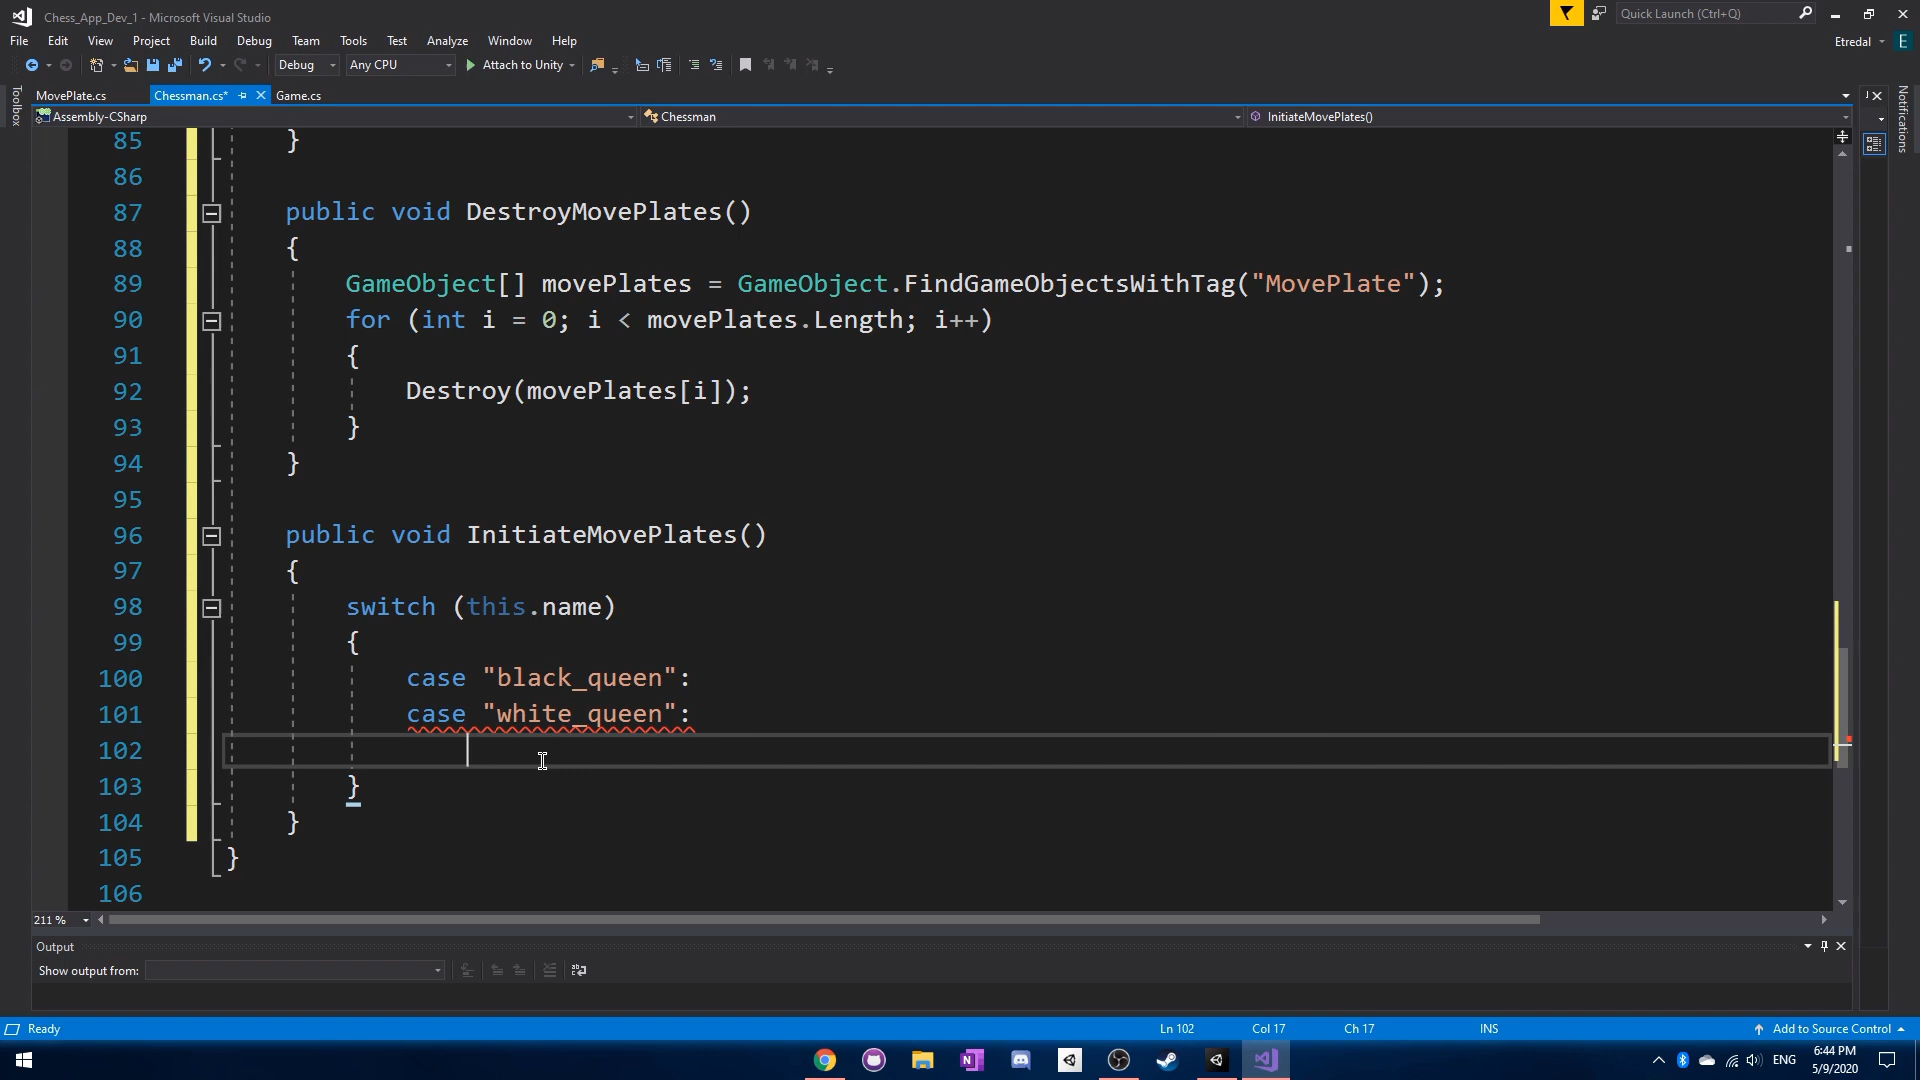 Chess_App_Dev_1 - Microsoft Visual Studio
Quick Launch (Ctrl+Q)
File Edit View Project Build Debug Team Tools Test Analyze Window Help
Etredal E
Debug Any CPU Attach to Unity
MovePlate.cs Chessman.cs* Game.cs
Assembly-CSharp Chessman InitiateMovePlates()
Toolbox
Notifications
85 }
86
87 public void DestroyMovePlates()
88 {
89 GameObject[] movePlates = GameObject.FindGameObjectsWithTag("MovePlate");
90 for (int i = 0; i < movePlates.Length; i++)
91 {
92 Destroy(movePlates[i]);
93 }
94 }
95
96 public void InitiateMovePlates()
97 {
98 switch (this.name)
99 {
100 case "black_queen":
101 case "white_queen":
102
103 }
104 }
105 }
106
211 %
Output
Show output from:
Ready Ln 102 Col 17 Ch 17 INS Add to Source Control
ENG 6:44 PM
5/9/2020